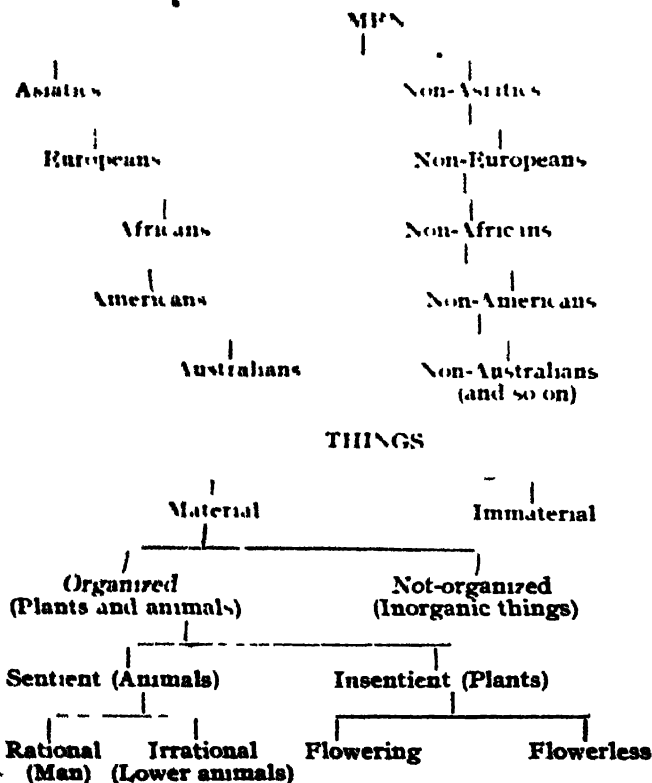 MEN
Asiatics Non-Asiatics
Europeans Non-Europeans
Africans Non-Africans
Americans Non-Americans
Australians Non-Australians
(and so on)
THINGS
Material Immaterial
Organized Not-organized
(Plants and animals) (Inorganic things)
Sentient (Animals) Insentient (Plants)
Rational Irrational Flowering Flowerless
(Man) (Lower animals)